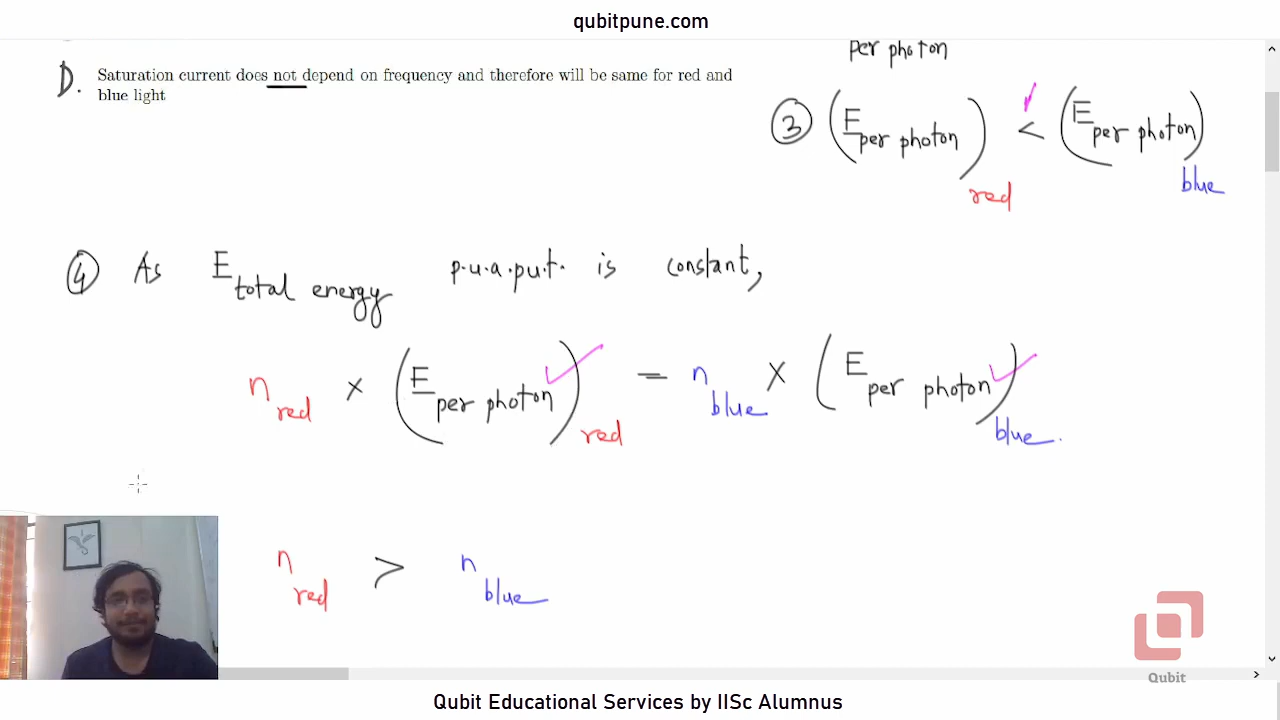 qubitpune.com
per photon
D. Saturation current does not depend on frequency and therefore will be same for red and
blue light
③ (E per photon) red < (E per photon) blue
④ As E total energy p.u.a.p.u.t. is constant,
n red × (E per photon) red = n blue × (E per photon) blue.
n red > n blue
Qubit
Qubit Educational Services by IISc Alumnus